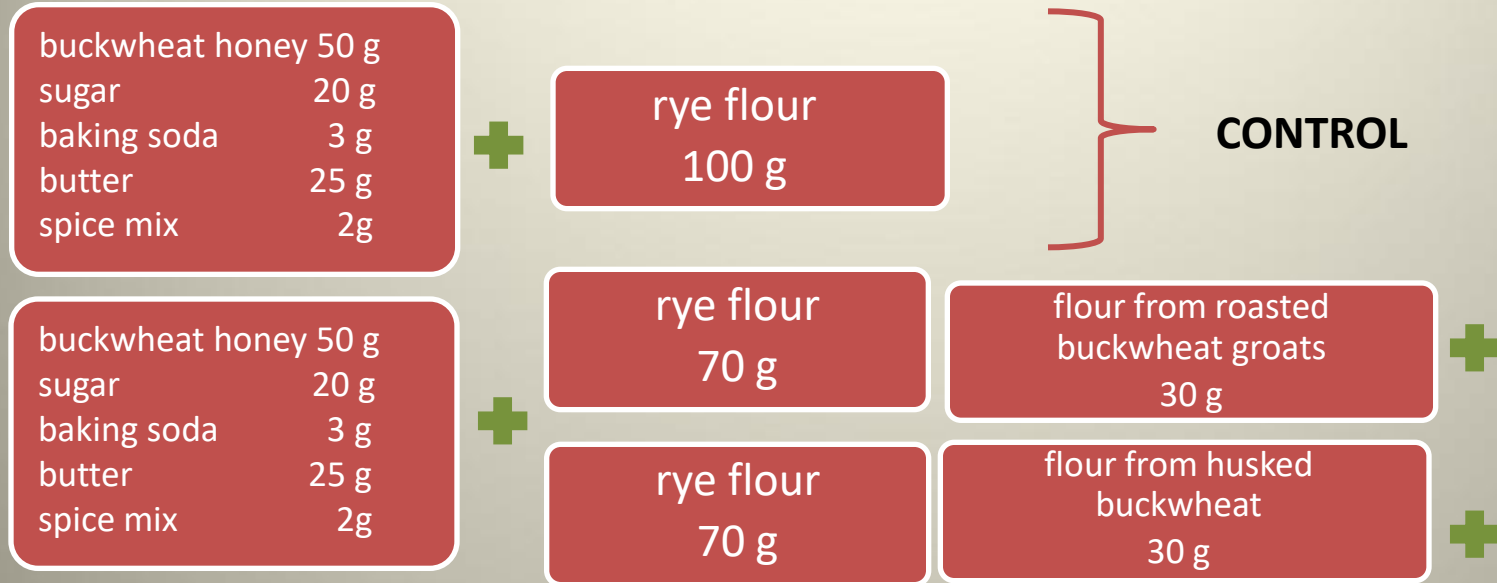 buckwheat honey 50 g
sugar 20 g
baking soda 3 g
butter 25 g
spice mix 2g
rye flour
100 g
CONTROL
buckwheat honey 50 g
sugar 20 g
baking soda 3 g
butter 25 g
spice mix 2g
rye flour
70 g
flour from roasted
buckwheat groats
30 g
rye flour
70 g
flour from husked
buckwheat
30 g